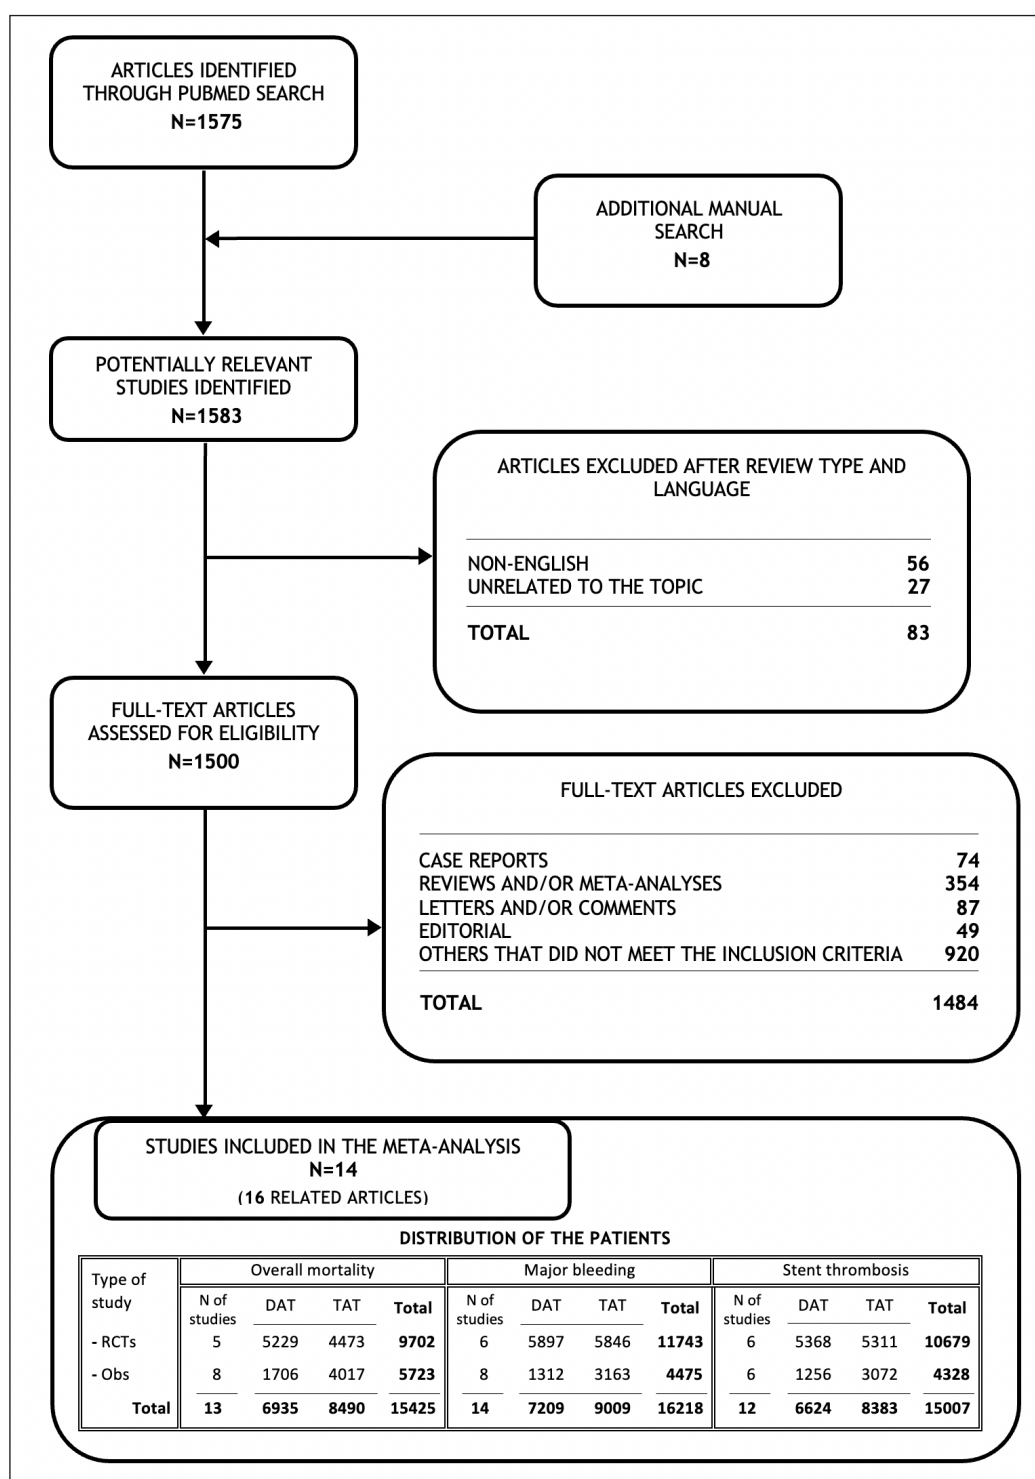 ARTICLES IDENTIFIED
THROUGH PUBMED SEARCH
N=1575
ADDITIONAL MANUAL
SEARCH
N=8
POTENTIALLY RELEVANT
STUDIES IDENTIFIED
N=1583
ARTICLES EXCLUDED AFTER REVIEW TYPE AND
LANGUAGE
NON-ENGLISH 56
UNRELATED TO THE TOPIC 27
TOTAL 83
FULL-TEXT ARTICLES
ASSESSED FOR ELIGIBILITY
N=1500
FULL-TEXT ARTICLES EXCLUDED
CASE REPORTS 74
REVIEWS AND/OR META-ANALYSES 354
LETTERS AND/OR COMMENTS 87
EDITORIAL 49
OTHERS THAT DID NOT MEET THE INCLUSION CRITERIA 920
TOTAL 1484
STUDIES INCLUDED IN THE META-ANALYSIS
N=14
(16 RELATED ARTICLES)
DISTRIBUTION OF THE PATIENTS
Type of study Overall mortality Major bleeding Stent thrombosis
N of studies DAT TAT Total N of studies DAT TAT Total N of studies DAT TAT Total
- RCTs 5 5229 4473 9702 6 5897 5846 11743 6 5368 5311 10679
- Obs 8 1706 4017 5723 8 1312 3163 4475 6 1256 3072 4328
Total 13 6935 8490 15425 14 7209 9009 16218 12 6624 8383 15007